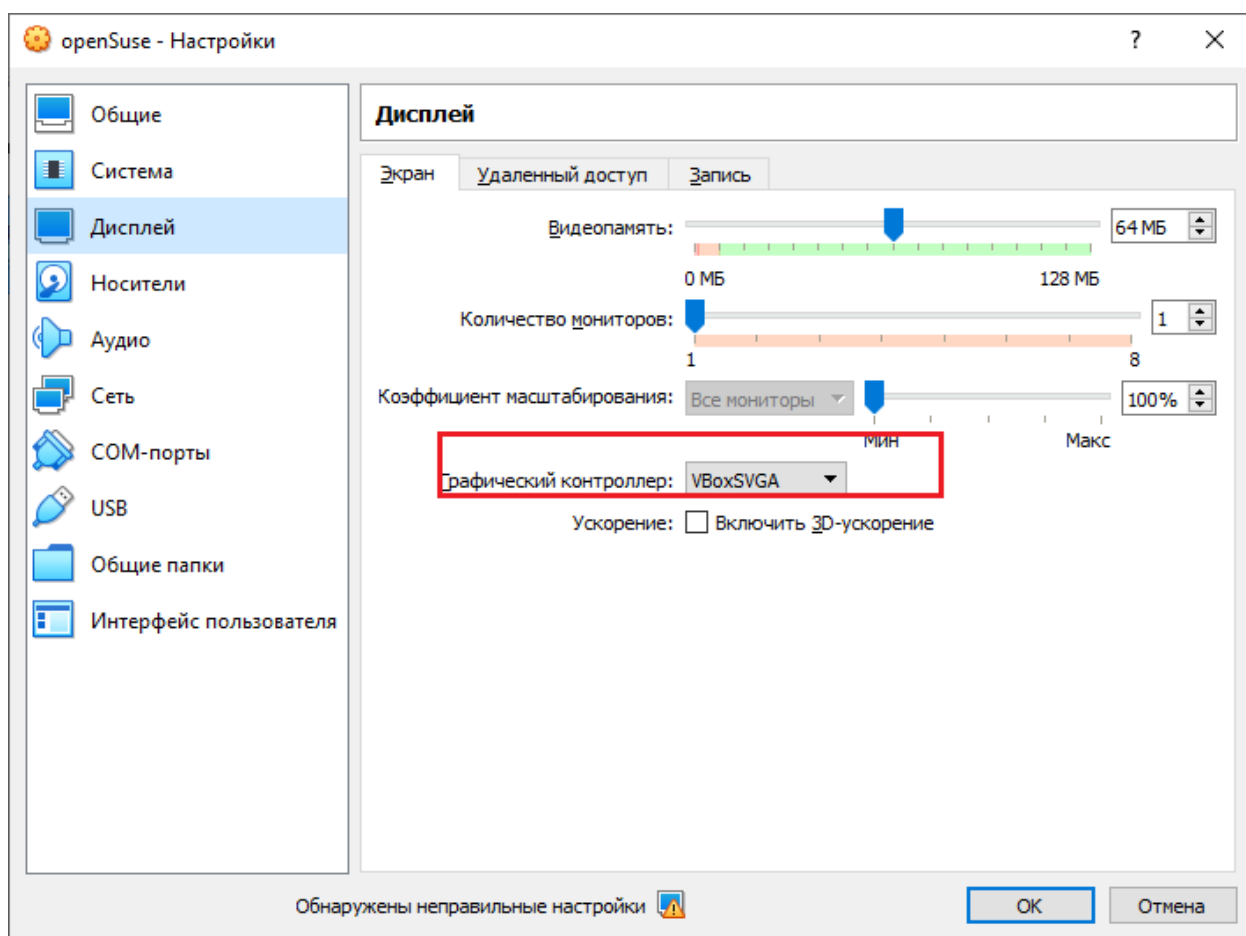 openSuse - Настройки
?
Общие
Система
Дисплей
Носители
Аудио
Сеть
COM-порты
USB
Общие папки
Интерфейс пользователя
Дисплей
Экран Удаленный доступ Запись
Видеопамять: 64 МБ
0 МБ 128 МБ
Количество мониторов: 1
1 8
Коэффициент масштабирования: Все мониторы 100%
Мин Макс
Графический контроллер: VBoxSVGA
Ускорение: Включить 3D-ускорение
Обнаружены неправильные настройки OK Отмена